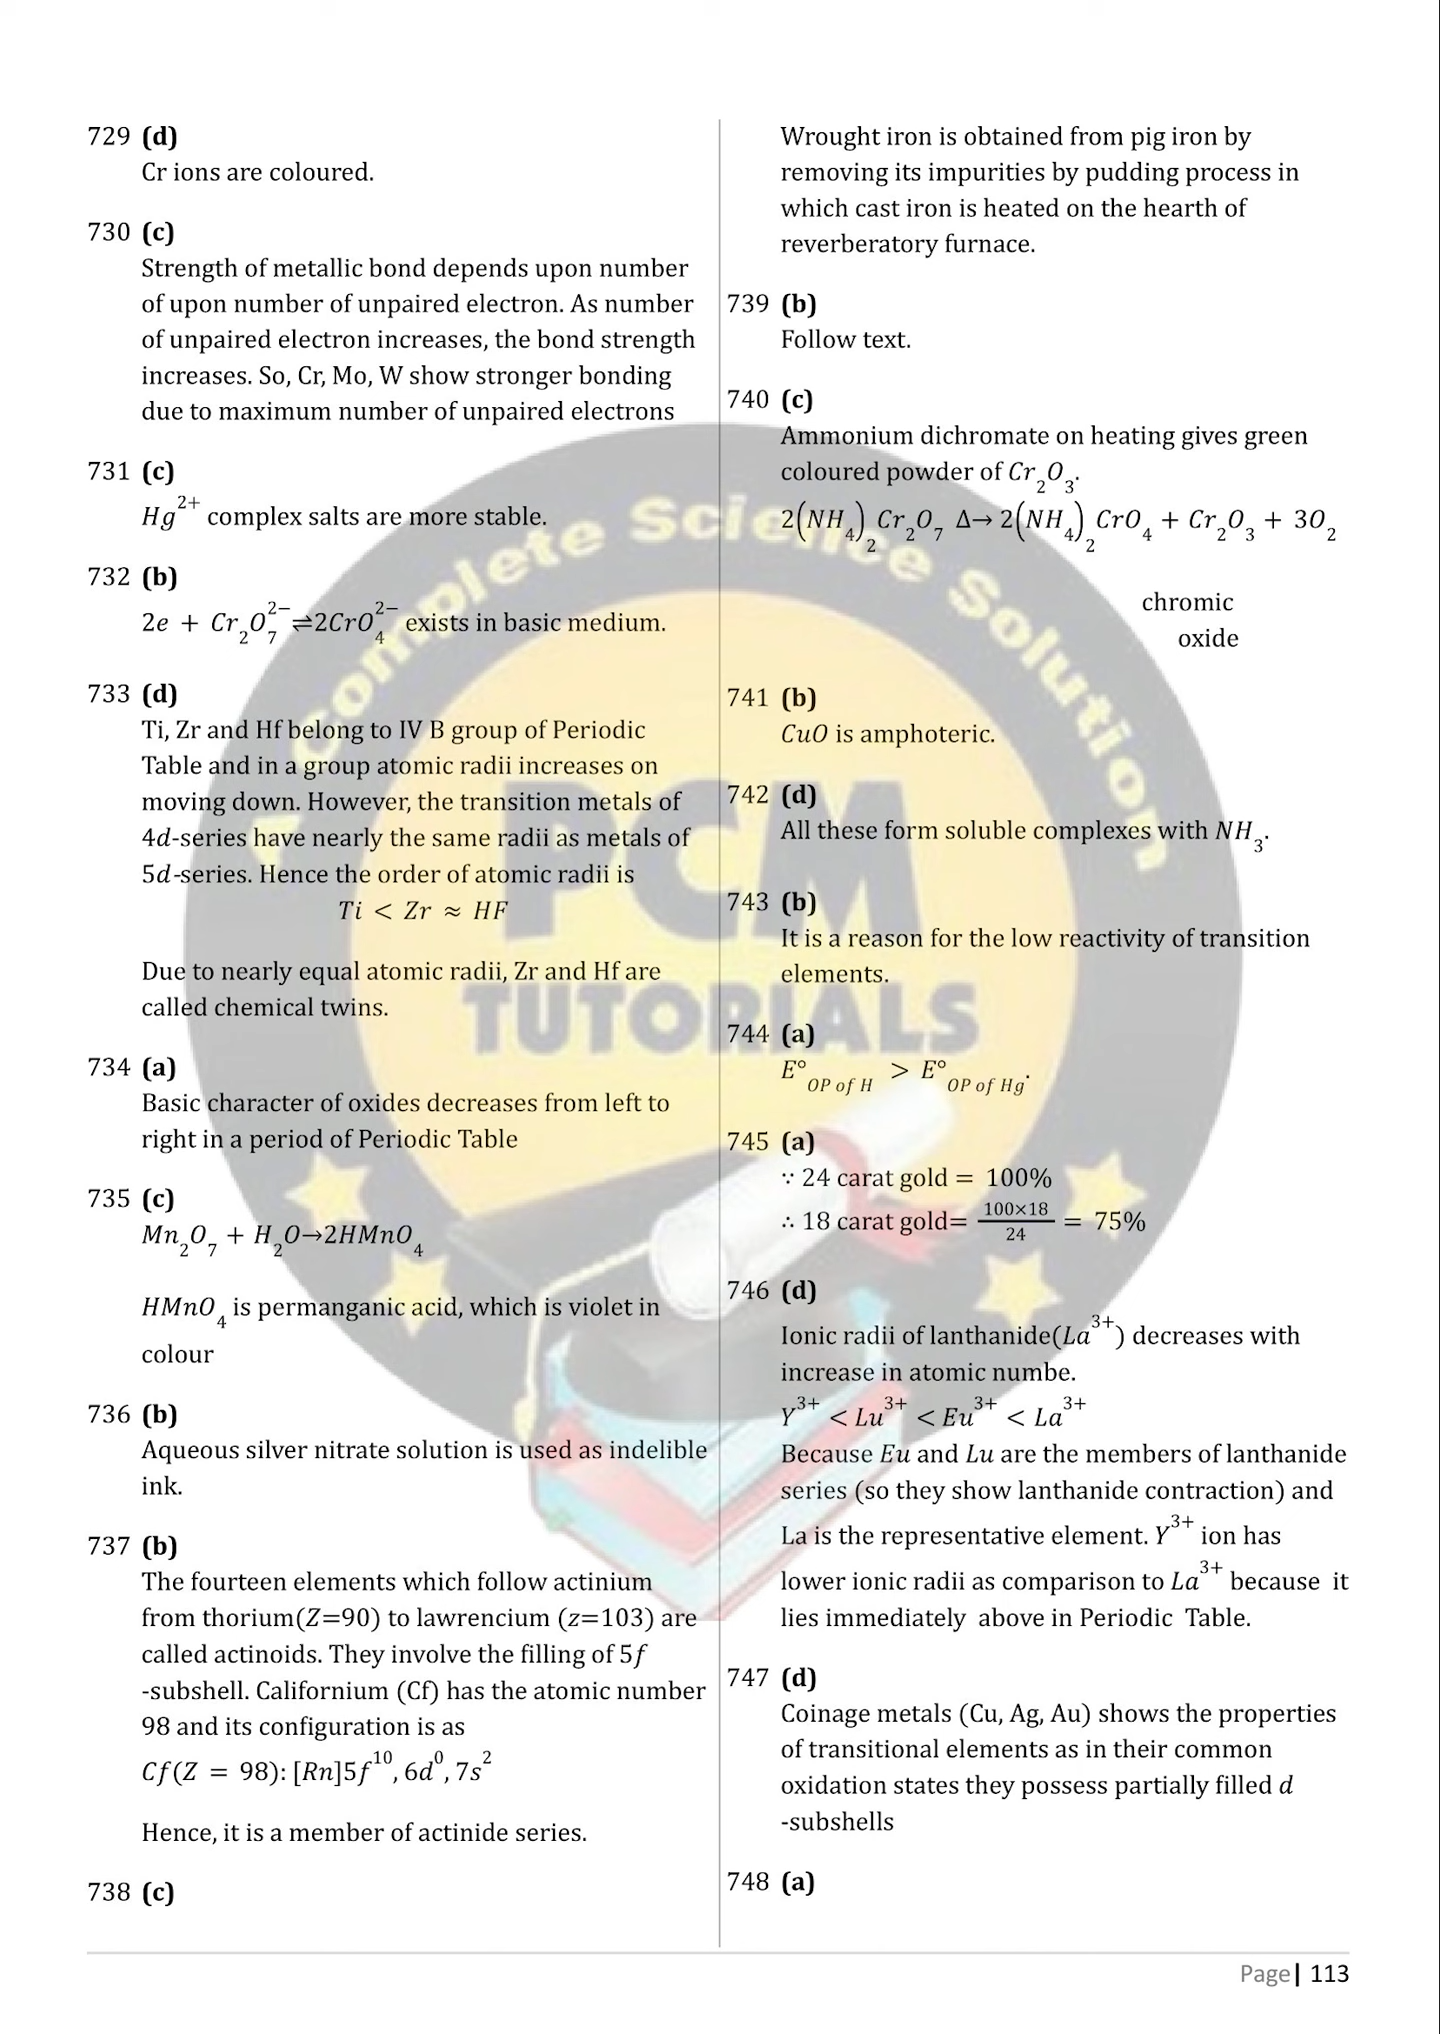 729 (d)
Cr ions are coloured.
730 (c)
Strength of metallic bond depends upon number
of upon number of unpaired electron. As number
of unpaired electron increases, the bond strength
increases. So, Cr, Mo, W show stronger bonding
due to maximum number of unpaired electrons
731 (c)
Hg²⁺ complex salts are more stable.
732 (b)
2e + Cr₂O₇²⁻ ⇌2CrO₄²⁻ exists in basic medium.
733 (d)
Ti, Zr and Hf belong to IV B group of Periodic
Table and in a group atomic radii increases on
moving down. However, the transition metals of
4d-series have nearly the same radii as metals of
5d-series. Hence the order of atomic radii is
Ti < Zr ≈ HF
Due to nearly equal atomic radii, Zr and Hf are
called chemical twins.
734 (a)
Basic character of oxides decreases from left to
right in a period of Periodic Table
735 (c)
Mn₂O₇ + H₂O→2HMnO₄
HMnO₄ is permanganic acid, which is violet in
colour
736 (b)
Aqueous silver nitrate solution is used as indelible
ink.
737 (b)
The fourteen elements which follow actinium
from thorium(Z=90) to lawrencium (z=103) are
called actinoids. They involve the filling of 5f
-subshell. Californium (Cf) has the atomic number
98 and its configuration is as
Cf(Z = 98): [Rn]5f¹⁰, 6d⁰, 7s²
Hence, it is a member of actinide series.
738 (c)
Wrought iron is obtained from pig iron by
removing its impurities by pudding process in
which cast iron is heated on the hearth of
reverberatory furnace.
739 (b)
Follow text.
740 (c)
Ammonium dichromate on heating gives green
coloured powder of Cr₂O₃.
2(NH₄)₂Cr₂O₇ Δ→ 2(NH₄)₂CrO₄ + Cr₂O₃ + 3O₂
chromic
oxide
741 (b)
CuO is amphoteric.
742 (d)
All these form soluble complexes with NH₃.
743 (b)
It is a reason for the low reactivity of transition
elements.
744 (a)
E°OP of H > E°OP of Hg.
745 (a)
∵ 24 carat gold = 100%
∴ 18 carat gold= 100×18/24 = 75%
746 (d)
Ionic radii of lanthanide(La³⁺) decreases with
increase in atomic numbe.
Y³⁺ < Lu³⁺ < Eu³⁺ < La³⁺
Because Eu and Lu are the members of lanthanide
series (so they show lanthanide contraction) and
La is the representative element. Y³⁺ ion has
lower ionic radii as comparison to La³⁺ because it
lies immediately above in Periodic Table.
747 (d)
Coinage metals (Cu, Ag, Au) shows the properties
of transitional elements as in their common
oxidation states they possess partially filled d
-subshells
748 (a)
A Complete Science Solution
PCM
TUTORIALS
Page| 113